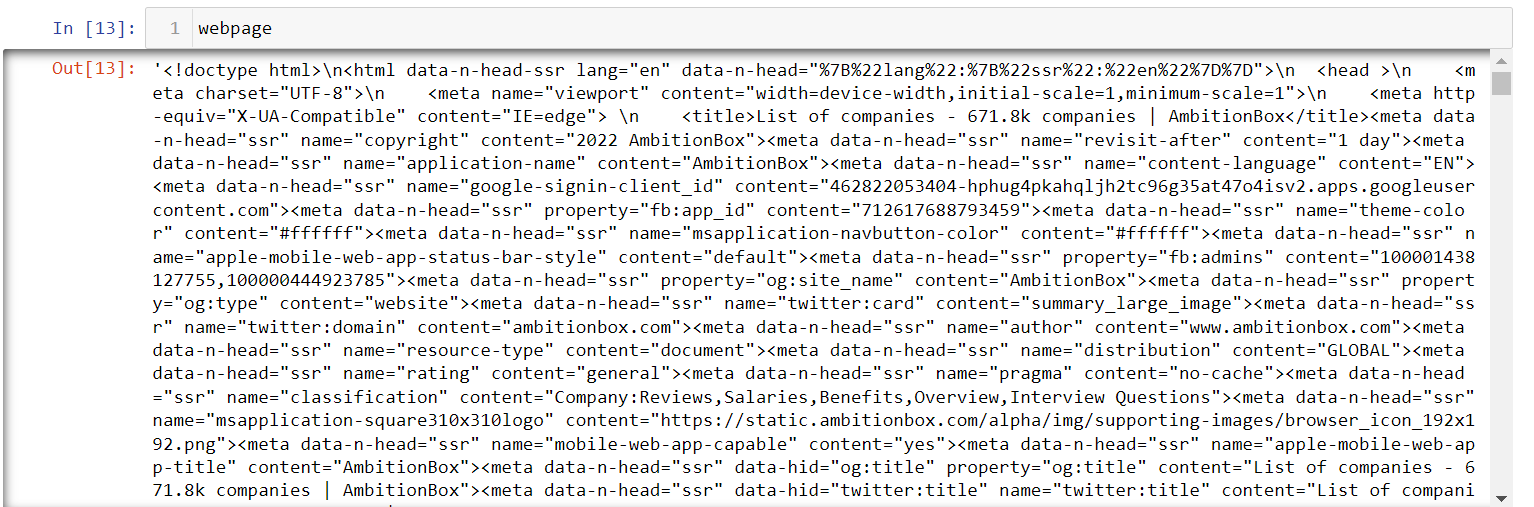 In [13]: 1 webpage
Out[13]: '<!doctype html>\n<html data-n-head-ssr lang="en" data-n-head="%7B%22lang%22:%7B%22ssr%22:%22en%22%7D%7D">\n  <head >\n    <m
eta charset="UTF-8">\n    <meta name="viewport" content="width=device-width,initial-scale=1,minimum-scale=1">\n    <meta http
-equiv="X-UA-Compatible" content="IE=edge"> \n    <title>List of companies - 671.8k companies | AmbitionBox</title><meta data
-n-head="ssr" name="copyright" content="2022 AmbitionBox"><meta data-n-head="ssr" name="revisit-after" content="1 day"><meta
data-n-head="ssr" name="application-name" content="AmbitionBox"><meta data-n-head="ssr" name="content-language" content="EN">
<meta data-n-head="ssr" name="google-signin-client_id" content="462822053404-hphug4pkahqljh2tc96g35at47o4isv2.apps.googleuser
content.com"><meta data-n-head="ssr" property="fb:app_id" content="712617688793459"><meta data-n-head="ssr" name="theme-colo
r" content="#ffffff"><meta data-n-head="ssr" name="msapplication-navbutton-color" content="#ffffff"><meta data-n-head="ssr" n
ame="apple-mobile-web-app-status-bar-style" content="default"><meta data-n-head="ssr" property="fb:admins" content="100001438
127755,100000444923785"><meta data-n-head="ssr" property="og:site_name" content="AmbitionBox"><meta data-n-head="ssr" propert
y="og:type" content="website"><meta data-n-head="ssr" name="twitter:card" content="summary_large_image"><meta data-n-head="ss
r" name="twitter:domain" content="ambitionbox.com"><meta data-n-head="ssr" name="author" content="www.ambitionbox.com"><meta
data-n-head="ssr" name="resource-type" content="document"><meta data-n-head="ssr" name="distribution" content="GLOBAL"><meta
data-n-head="ssr" name="rating" content="general"><meta data-n-head="ssr" name="pragma" content="no-cache"><meta data-n-head
="ssr" name="classification" content="Company:Reviews,Salaries,Benefits,Overview,Interview Questions"><meta data-n-head="ssr"
name="msapplication-square310x310logo" content="https://static.ambitionbox.com/alpha/img/supporting-images/browser_icon_192x1
92.png"><meta data-n-head="ssr" name="mobile-web-app-capable" content="yes"><meta data-n-head="ssr" name="apple-mobile-web-ap
p-title" content="AmbitionBox"><meta data-n-head="ssr" data-hid="og:title" property="og:title" content="List of companies - 6
71.8k companies | AmbitionBox"><meta data-n-head="ssr" data-hid="twitter:title" name="twitter:title" content="List of compani